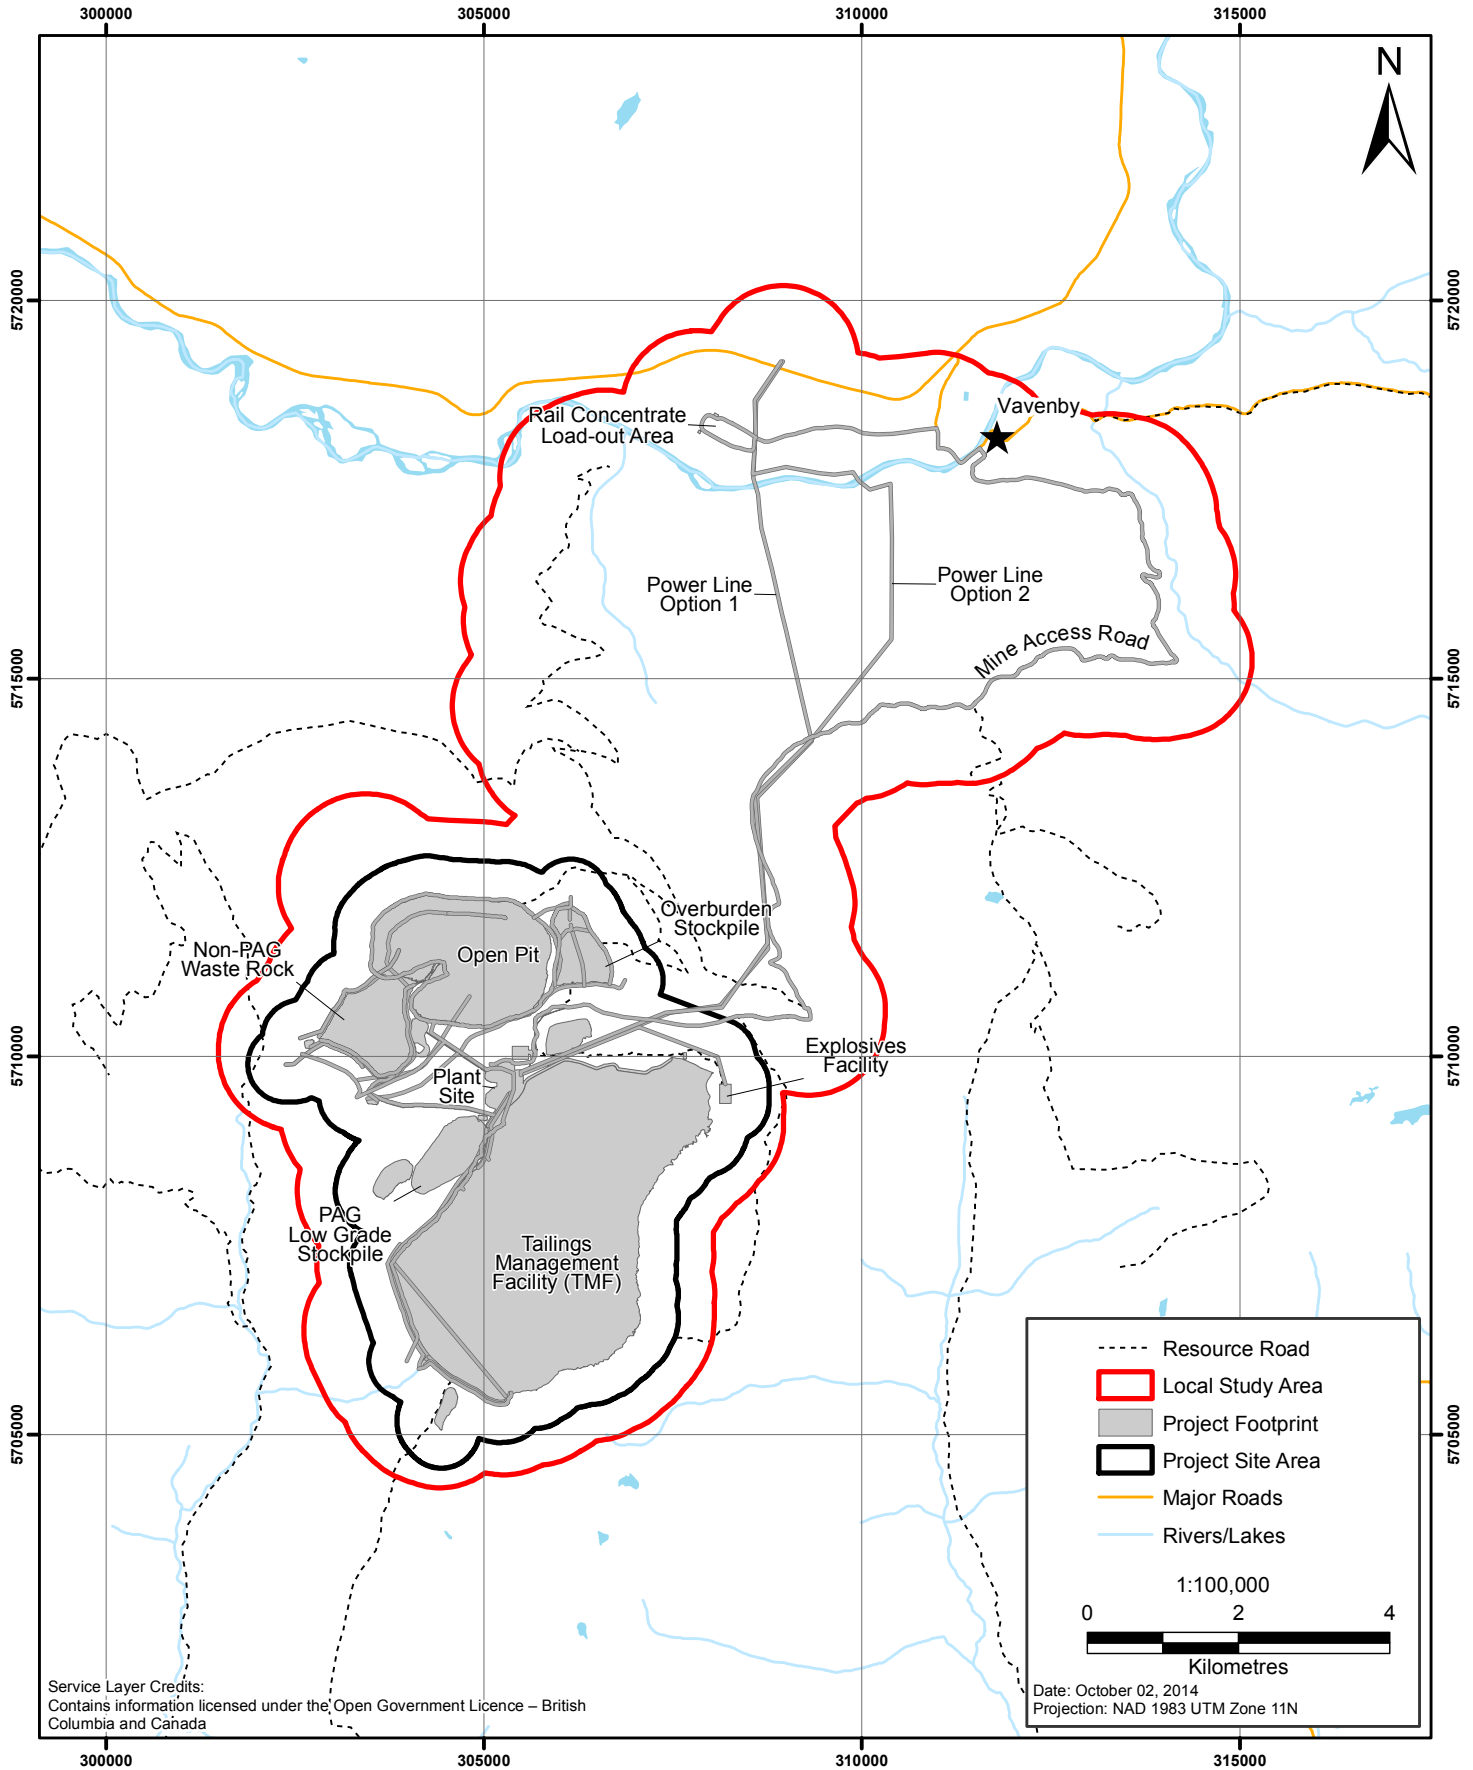 300000
305000
310000
315000
N
5720000
5720000
Vavenby
Rail Concentrate
Load-out Area
Power Line
Option 1
Power Line
Option 2
Mine Access Road
5715000
5715000
Overburden
Stockpile
Non-PAG
Waste Rock
Open Pit
5710000
5710000
Explosives
Facility
Plant
Site
PAG
Low Grade
Stockpile
Tailings
Management
Facility (TMF)
5705000
5705000
Resource Road
Local Study Area
Project Footprint
Project Site Area
Major Roads
Rivers/Lakes
1:100,000
0 2 4
Kilometres
Date: October 02, 2014
Projection: NAD 1983 UTM Zone 11N
Service Layer Credits:
Contains information licensed under the Open Government Licence – British
Columbia and Canada
300000
305000
310000
315000